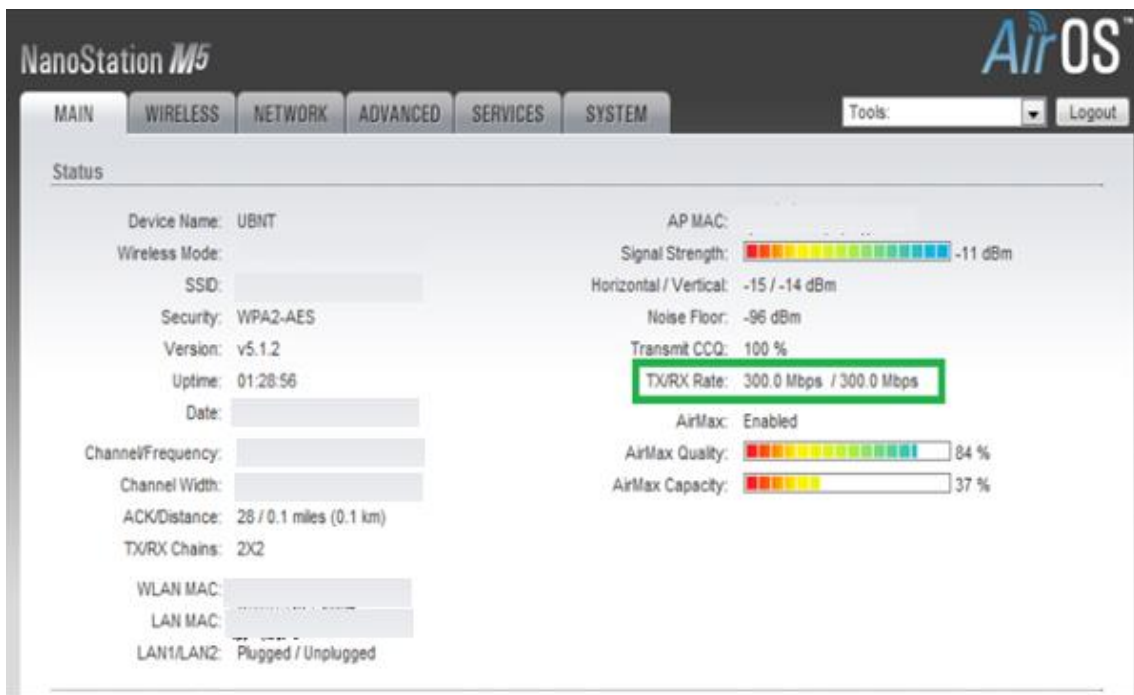 NanoStation M5
AirOS™
MAIN WIRELESS NETWORK ADVANCED SERVICES SYSTEM Tools: Logout
Status
Device Name: UBNT
Wireless Mode:
SSID:
Security: WPA2-AES
Version: v5.1.2
Uptime: 01:28:56
Date:
Channel/Frequency:
Channel Width:
ACK/Distance: 28 / 0.1 miles (0.1 km)
TX/RX Chains: 2X2
WLAN MAC:
LAN MAC:
LAN1/LAN2: Plugged / Unplugged
AP MAC:
Signal Strength: -11 dBm
Horizontal / Vertical: -15 / -14 dBm
Noise Floor: -96 dBm
Transmit CCQ: 100 %
TX/RX Rate: 300.0 Mbps / 300.0 Mbps
AirMax: Enabled
AirMax Quality: 84 %
AirMax Capacity: 37 %